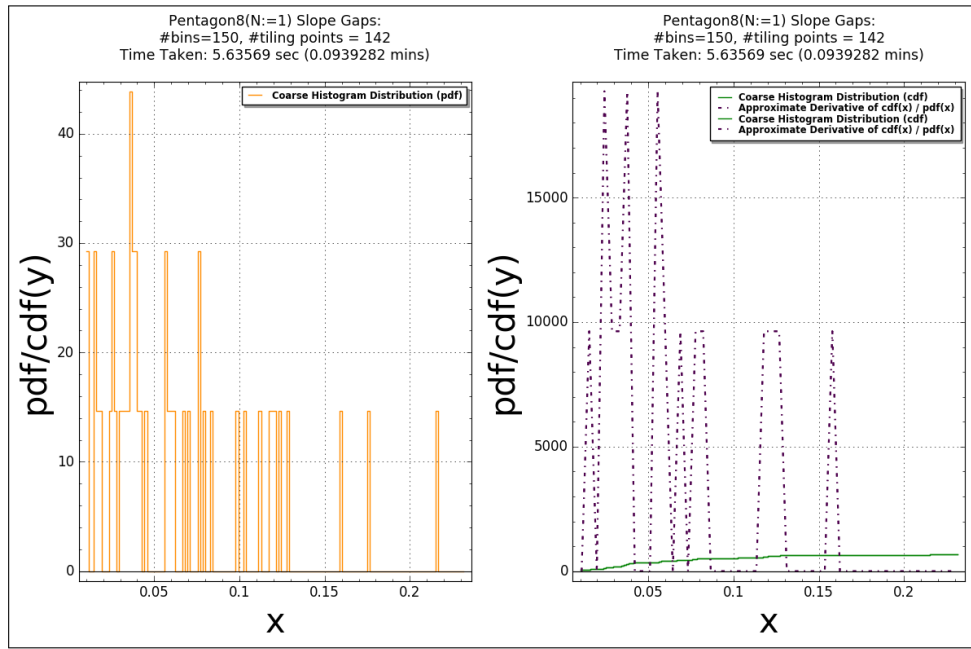 Pentagon8(N:=1) Slope Gaps:
#bins=150, #tiling points = 142
Time Taken: 5.63569 sec (0.0939282 mins)
Coarse Histogram Distribution (pdf)
40
30
20
10
0
pdf/cdf(y)
0.05
0.1
0.15
0.2
x
Pentagon8(N:=1) Slope Gaps:
#bins=150, #tiling points = 142
Time Taken: 5.63569 sec (0.0939282 mins)
Coarse Histogram Distribution (cdf)
Approximate Derivative of cdf(x) / pdf(x)
Coarse Histogram Distribution (cdf)
Approximate Derivative of cdf(x) / pdf(x)
15000
10000
5000
0
pdf/cdf(y)
0.05
0.1
0.15
0.2
x